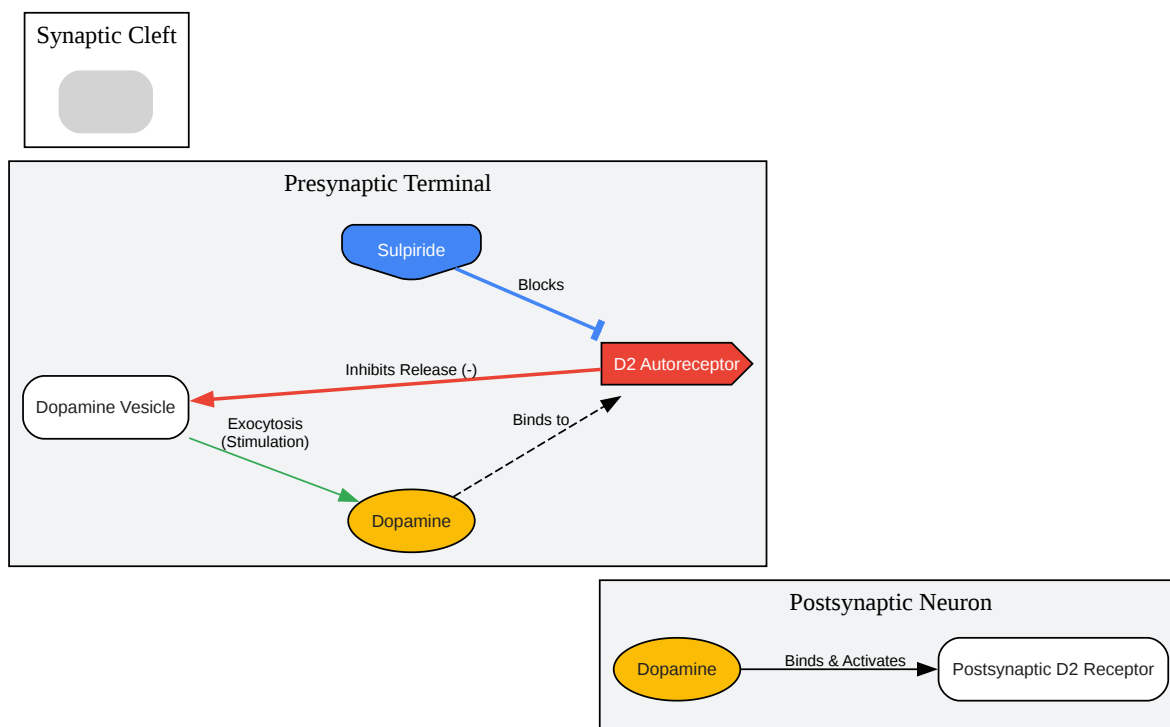 Synaptic Cleft
Presynaptic Terminal
Sulpiride
Blocks
D2 Autoreceptor
Inhibits Release (-)
Dopamine Vesicle
Exocytosis
(Stimulation)
Binds to
Dopamine
Postsynaptic Neuron
Dopamine
Binds & Activates
Postsynaptic D2 Receptor